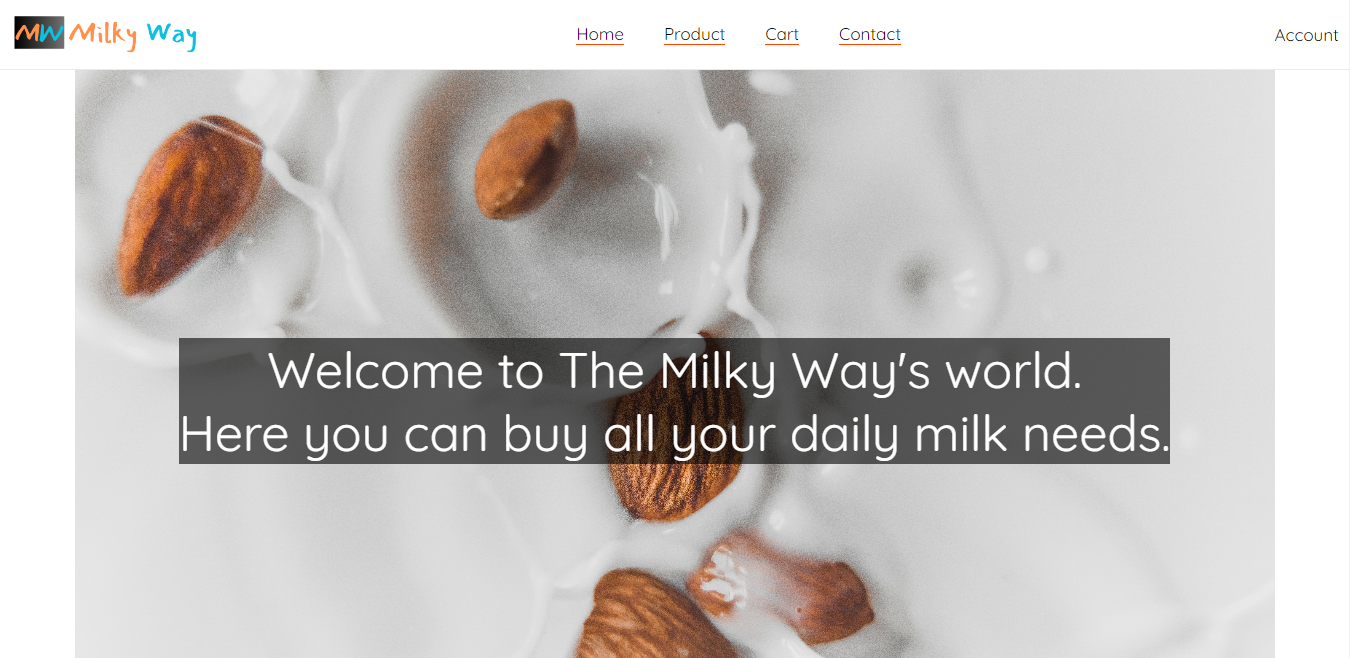 MW Milky Way
Home
Product
Cart
Contact
Account
Welcome to The Milky Way's world.
Here you can buy all your daily milk needs.